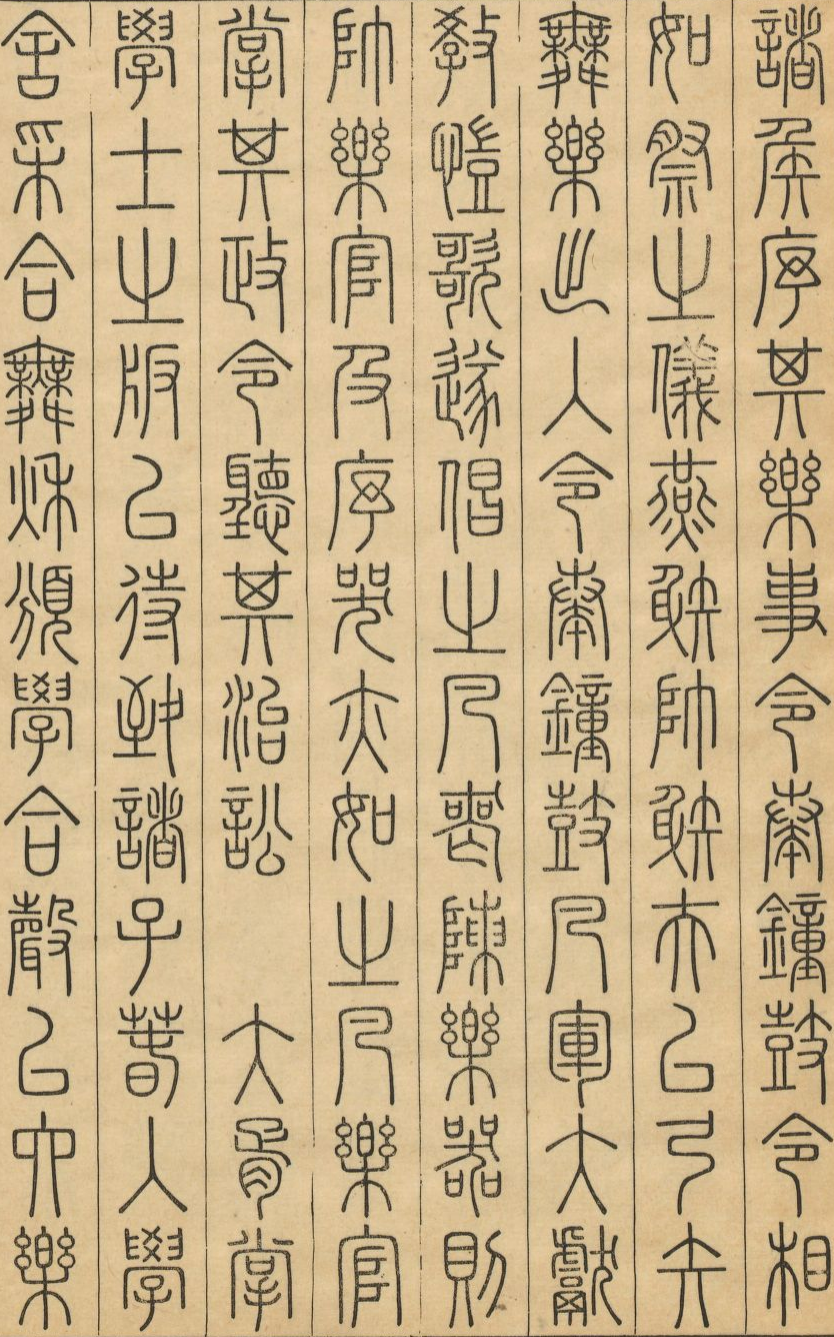 諸侯序其樂事令奏鐘鼓令相
如祭之儀燕射帥射夫以弓矢
舞樂出入令奏鐘鼓凡軍大獻
教愷歌遂倡之凡喪陳樂器則
帥樂官及序哭亦如之凡樂官
掌其政令聽其治訟　大胥掌
學士之版以待致諸子春入學
舍采合舞秋頒學合聲以六樂